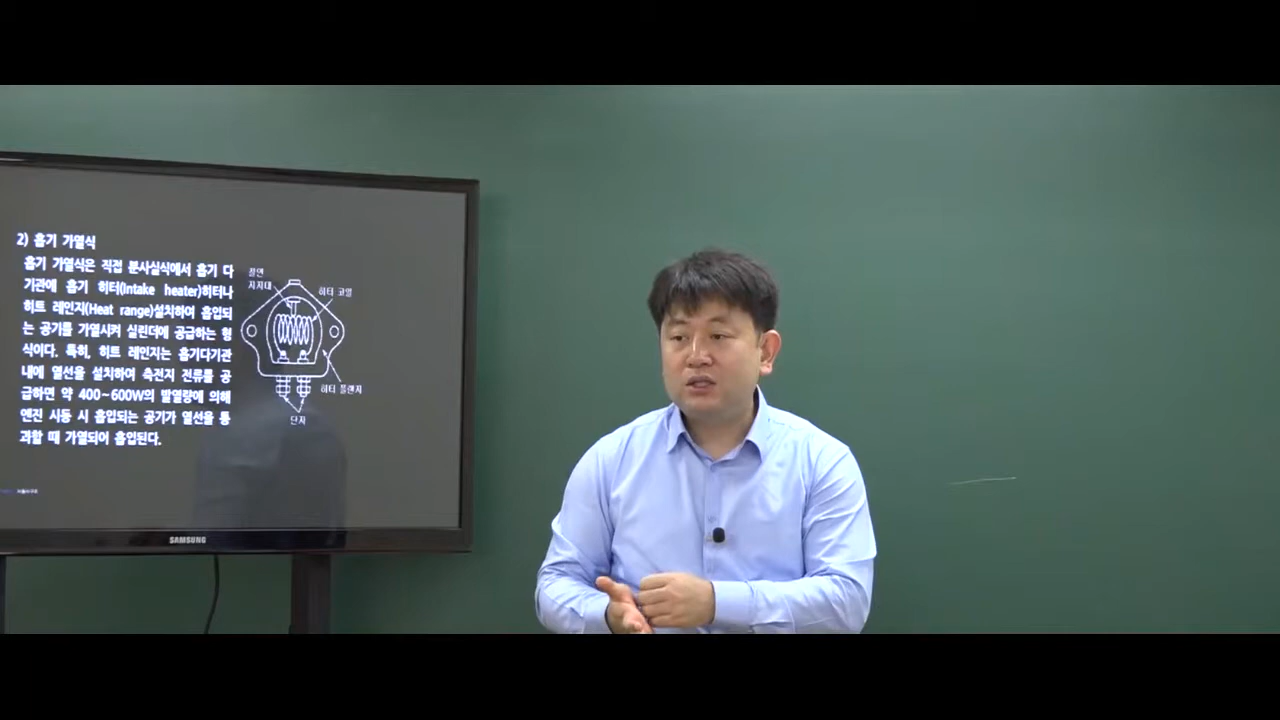 2) 흡기 가열식
흡기 가열식은 직접 분사실식에서 흡기 다
기관에 흡기 히터(Intake heater)히터나
히트 레인지(Heat range)설치하여 흡입되
는 공기를 가열시켜 실린더에 공급하는 형
식이다. 특히, 히트 레인지는 흡기다기관
내에 열선을 설치하여 축전지 전류를 공
급하면 약 400~600W의 발열량에 의해
엔진 시동 시 흡입되는 공기가 열선을 통
과할 때 가열되어 흡입된다.
절연
지지대
히터 코일
히터 플랜지
단자
SAMSUNG